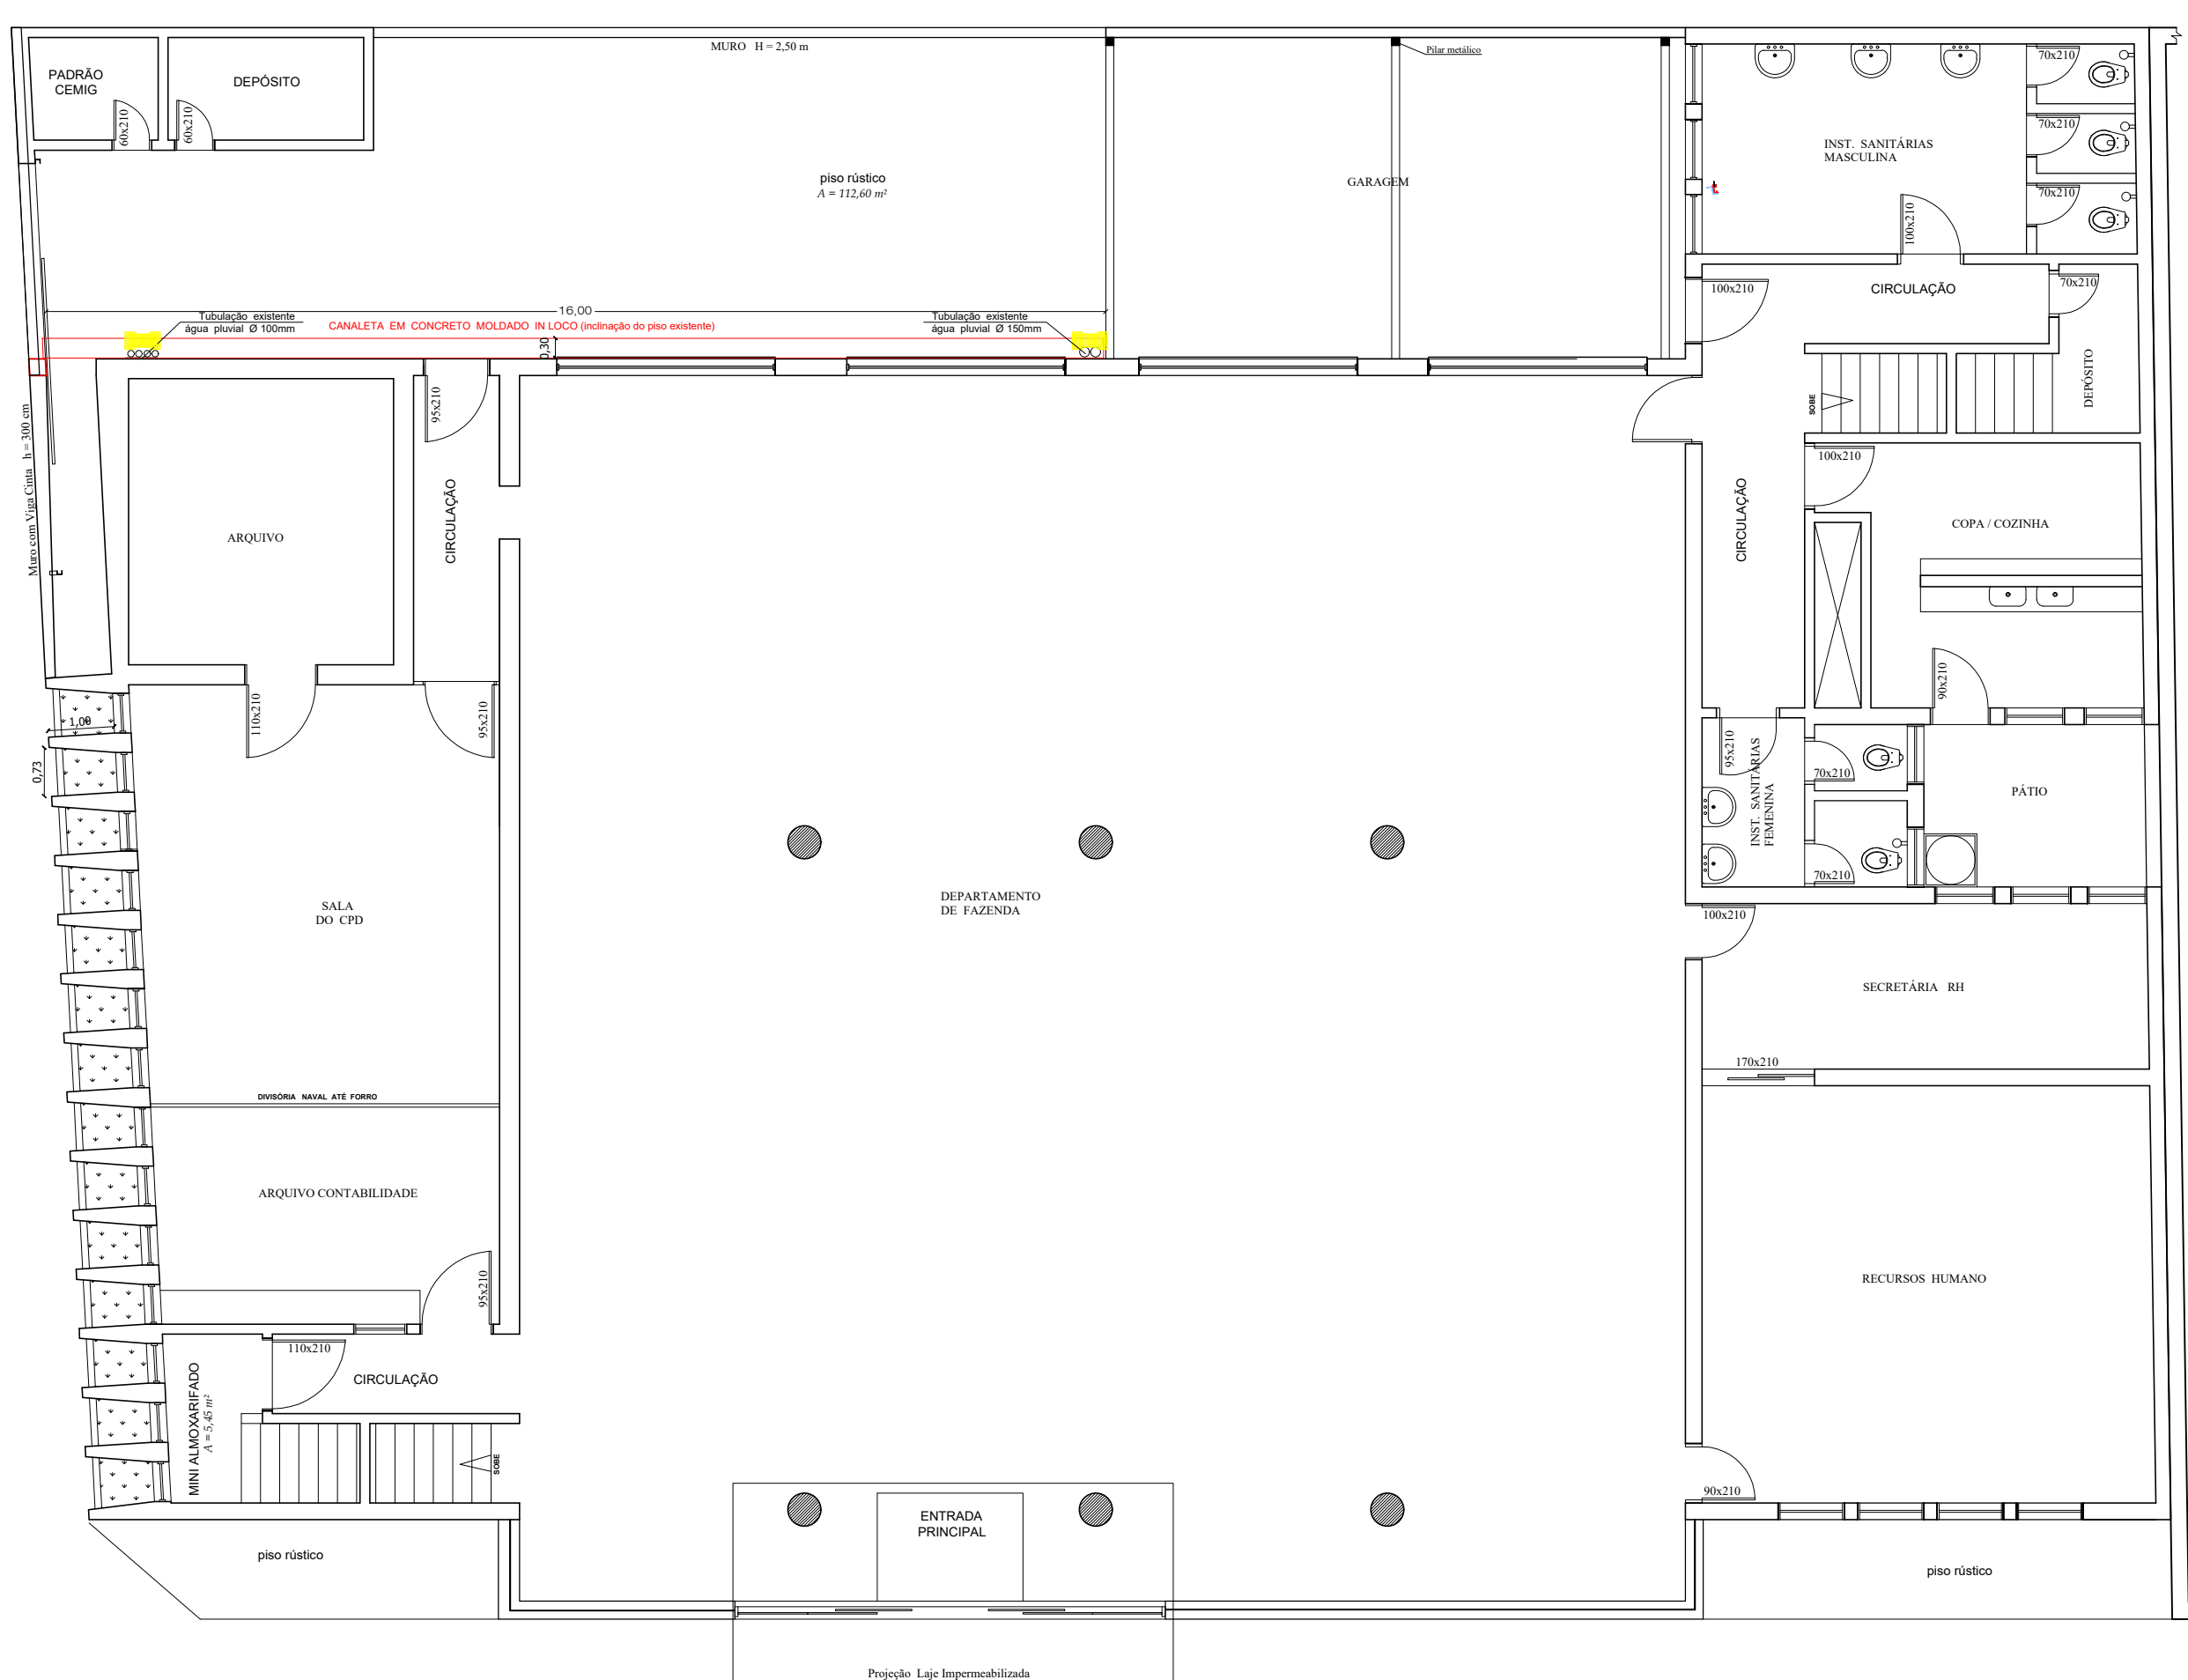 MURO H = 2,50 m
Pilar metálico
PADRÃO
CEMIG
DEPÓSITO
60x210
60x210
piso rústico
A = 112,60 m²
GARAGEM
INST. SANITÁRIAS
MASCULINA
70x210
70x210
70x210
100x210
100x210
CIRCULAÇÃO
70x210
16,00
Tubulação existente
água pluvial Ø 100mm
CANALETA EM CONCRETO MOLDADO IN LOCO (inclinação do piso existente)
0,30
Tubulação existente
água pluvial Ø 150mm
DEPÓSITO
SOBE
Muro com Viga Cinta h = 300 cm
95x210
CIRCULAÇÃO
ARQUIVO
100x210
CIRCULAÇÃO
COPA / COZINHA
90x210
110x210
95x210
1,00
0,73
95x210
INST. SANITÁRIAS
FEMENINA
70x210
70x210
PÁTIO
SALA
DO CPD
DEPARTAMENTO
DE FAZENDA
100x210
SECRETÁRIA RH
170x210
DIVISÓRIA NAVAL ATÉ FORRO
ARQUIVO CONTABILIDADE
95x210
RECURSOS HUMANO
110x210
CIRCULAÇÃO
MINI ALMOXARIFADO
A = 5,45 m²
SOBE
90x210
ENTRADA
PRINCIPAL
piso rústico
piso rústico
Projeção Laje Impermeabilizada